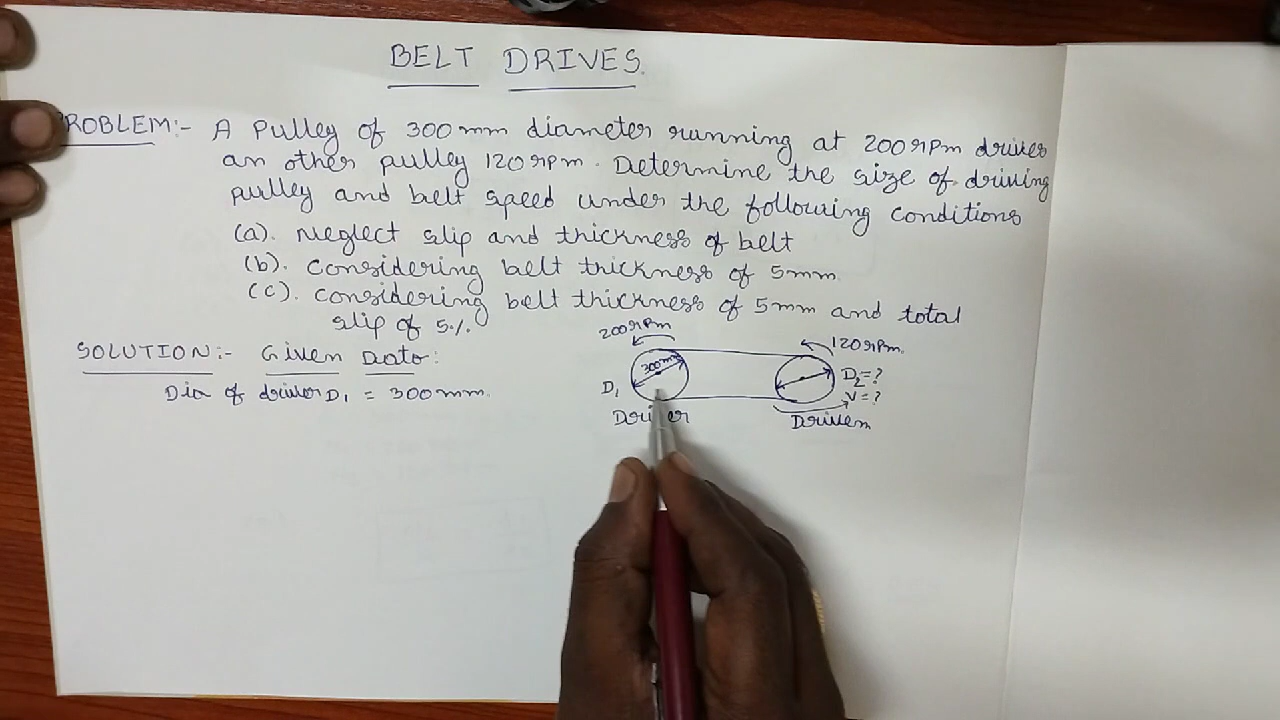 BELT DRIVES.
PROBLEM:- A Pulley of 300mm diameter running at 200rpm drives
an other pulley 120rpm. Determine the size of driving
pulley and belt speed under the following conditions
(a). Neglect slip and thickness of belt
(b). Considering belt thickness of 5mm.
(c). Considering belt thickness of 5mm and total
slip of 5%.
SOLUTION:- Given Data:
Dia of driver D1 = 300mm.
200rpm
300mm
D1
Driver
120rpm.
D2=?
V=?
Driven